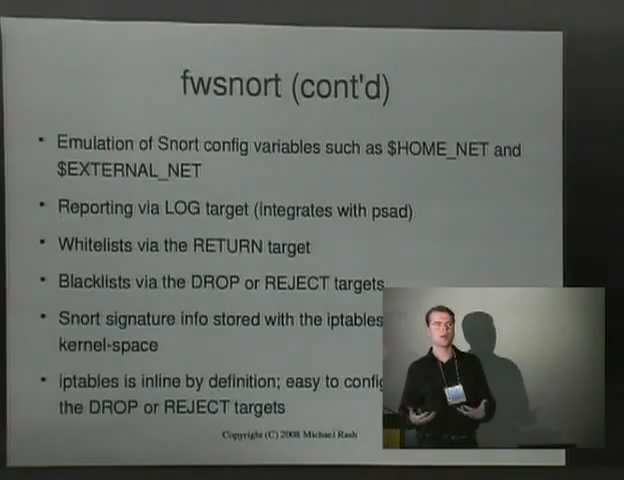 fwsnort (cont'd)
• Emulation of Snort config variables such as $HOME_NET and
$EXTERNAL_NET
• Reporting via LOG target (integrates with psad)
• Whitelists via the RETURN target
• Blacklists via the DROP or REJECT targets
• Snort signature info stored with the iptables
kernel-space
• iptables is inline by definition; easy to
the DROP or REJECT targets
Copyright (C) 2008 Michael Rash